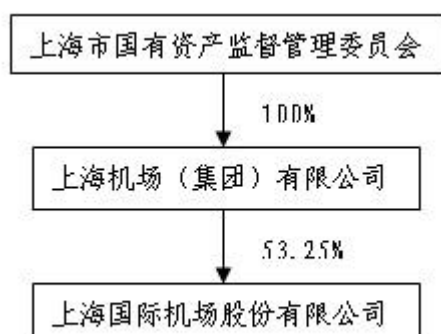 上海市国有资产监督管理委员会
100%
上海机场（集团）有限公司
53.25%
上海国际机场股份有限公司